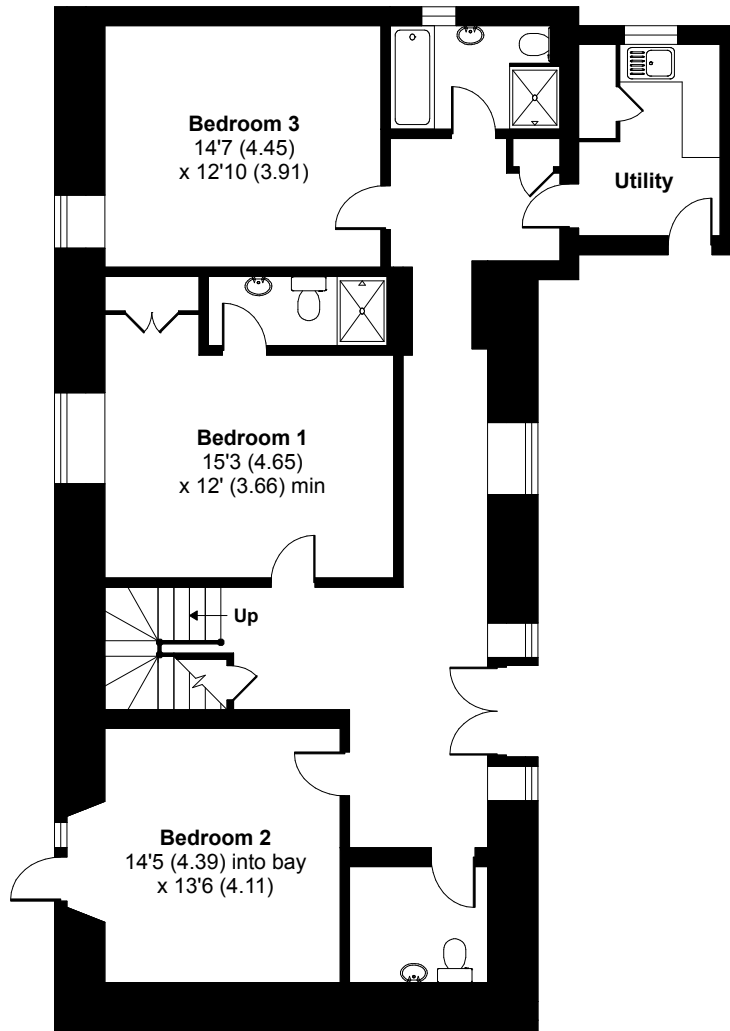 Bedroom 3
14'7 (4.45)
x 12'10 (3.91)
Utility
Bedroom 1
15'3 (4.65)
x 12' (3.66) min
Up
Bedroom 2
14'5 (4.39) into bay
x 13'6 (4.11)